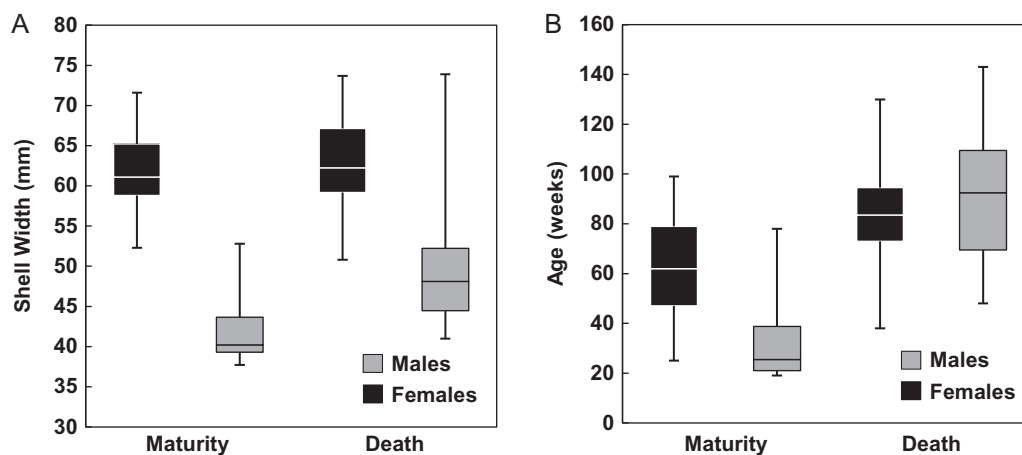 A
Shell Width (mm)
80
75
70
65
60
55
50
45
40
35
30
Males
Females
Maturity
Death
B
Age (weeks)
160
140
120
100
80
60
40
20
0
Males
Females
Maturity
Death